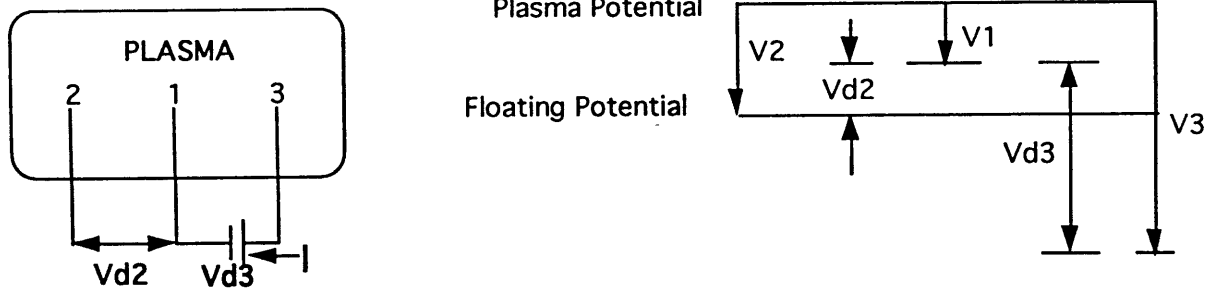 PLASMA
2 1 3
Vd2 Vd3 I
Plasma Potential
V2 V1
Vd2
Floating Potential
V3
Vd3